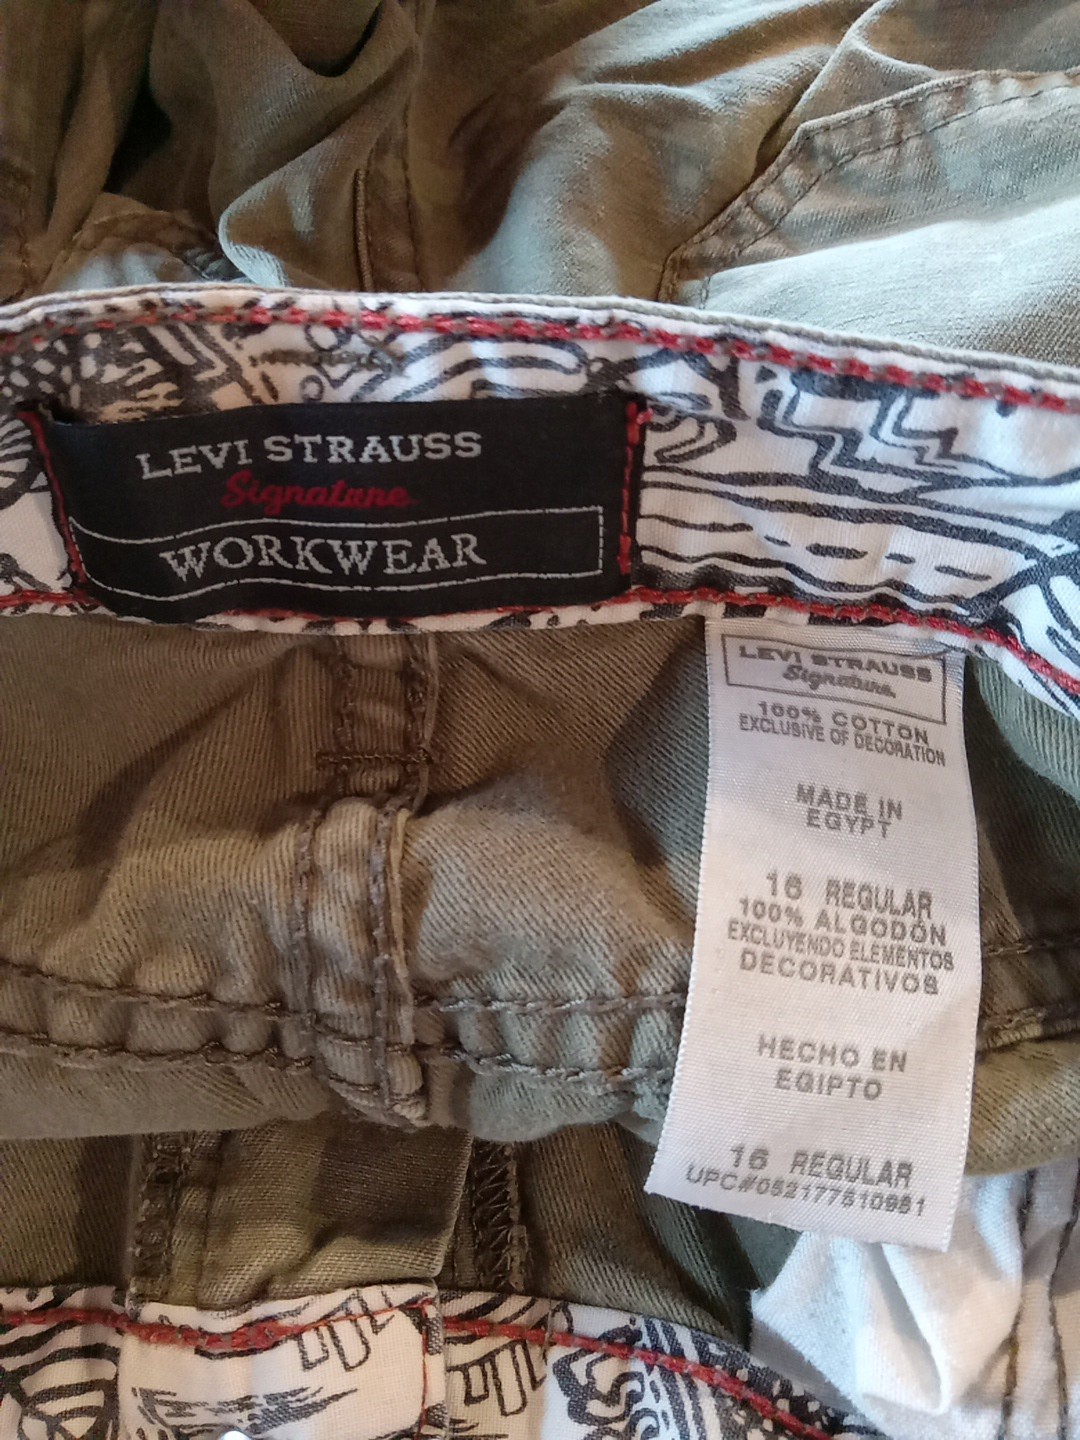 LEVI STRAUSS
Signature
WORKWEAR
LEVI STRAUSS
Signature
100% COTTON
EXCLUSIVE OF DECORATION
MADE IN
EGYPT
16 REGULAR
100% ALGODÓN
EXCLUYENDO ELEMENTOS
DECORATIVOS
HECHO EN
EGIPTO
16 REGULAR
UPC#052177610981